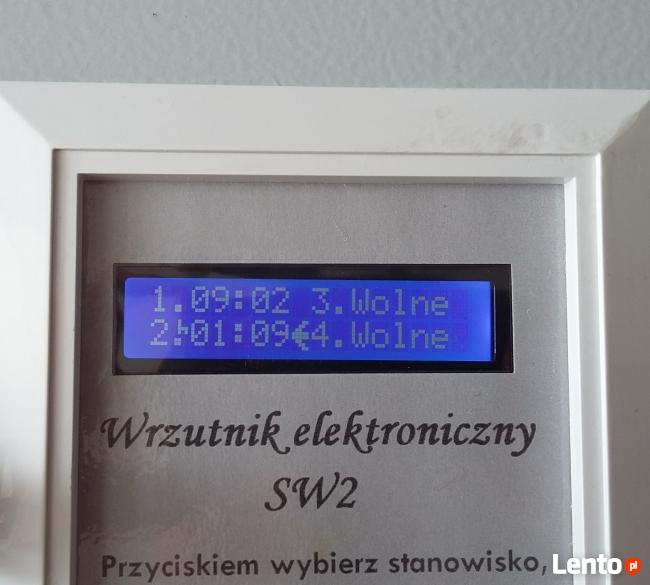 1.09:02 3.Wolne
2.♪01:09€4.Wolne
Wrzutnik elektroniczny
SW2
Przyciskiem wybierz stanowisko,
Lento.pl